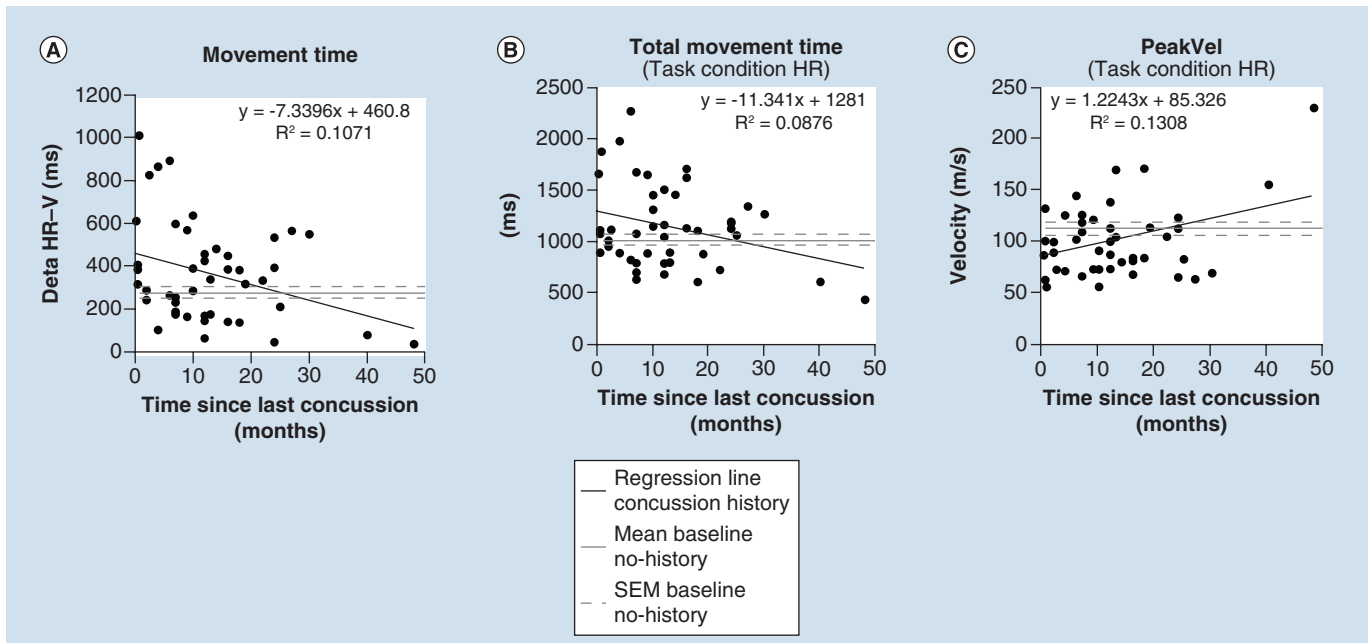 A
Movement time
1200
1000
800
600
400
200
0
0 10 20 30 40 50
y = -7.3396x + 460.8
R² = 0.1071
Deta HR–V (ms)
Time since last concussion
(months)
B
Total movement time
(Task condition HR)
2500
2000
1500
1000
500
0
0 10 20 30 40 50
y = -11.341x + 1281
R² = 0.0876
(ms)
Time since last concussion
(months)
C
PeakVel
(Task condition HR)
250
200
150
100
50
0
0 10 20 30 40 50
y = 1.2243x + 85.326
R² = 0.1308
Velocity (m/s)
Time since last concussion
(months)
Regression line
concussion history
Mean baseline
no-history
SEM baseline
no-history